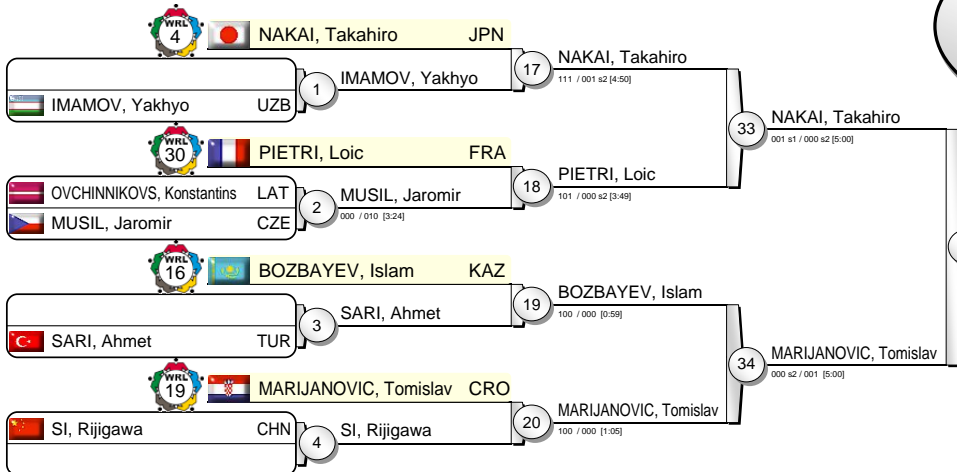 WRL
4
NAKAI, Takahiro JPN
17
NAKAI, Takahiro
111 / 001 s2 [4:50]
1
IMAMOV, Yakhyo
IMAMOV, Yakhyo UZB
33
NAKAI, Takahiro
001 s1 / 000 s2 [5:00]
WRL
30
PIETRI, Loic FRA
18
PIETRI, Loic
101 / 000 s2 [3:49]
OVCHINNIKOVS, Konstantins LAT
2
MUSIL, Jaromir
000 / 010 [3:24]
MUSIL, Jaromir CZE
WRL
16
BOZBAYEV, Islam KAZ
19
BOZBAYEV, Islam
100 / 000 [0:59]
3
SARI, Ahmet
SARI, Ahmet TUR
34
MARIJANOVIC, Tomislav
000 s2 / 001 [5:00]
WRL
19
MARIJANOVIC, Tomislav CRO
20
MARIJANOVIC, Tomislav
100 / 000 [1:05]
SI, Rijigawa CHN
4
SI, Rijigawa